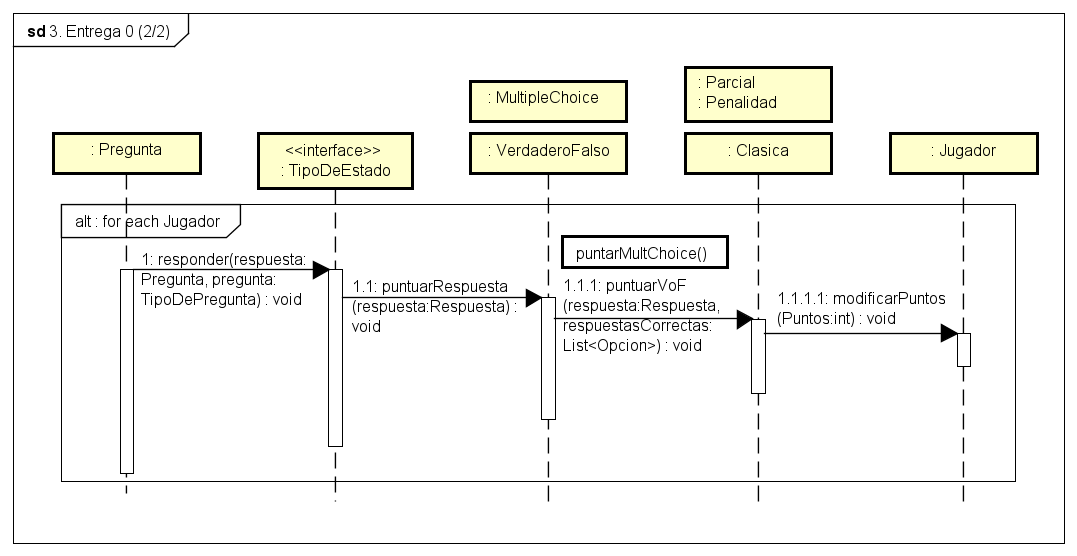 sd 3. Entrega 0 (2/2)
: Parcial
: Penalidad
: MultipleChoice
: Pregunta
<<interface>>
: TipoDeEstado
: VerdaderoFalso
: Clasica
: Jugador
alt : for each Jugador
1: responder(respuesta:
Pregunta, pregunta:
TipoDePregunta) : void
1.1: puntuarRespuesta
(respuesta:Respuesta) :
void
puntarMultChoice()
1.1.1: puntuarVoF
(respuesta:Respuesta,
respuestasCorrectas:
List<Opcion>) : void
1.1.1.1: modificarPuntos
(Puntos:int) : void